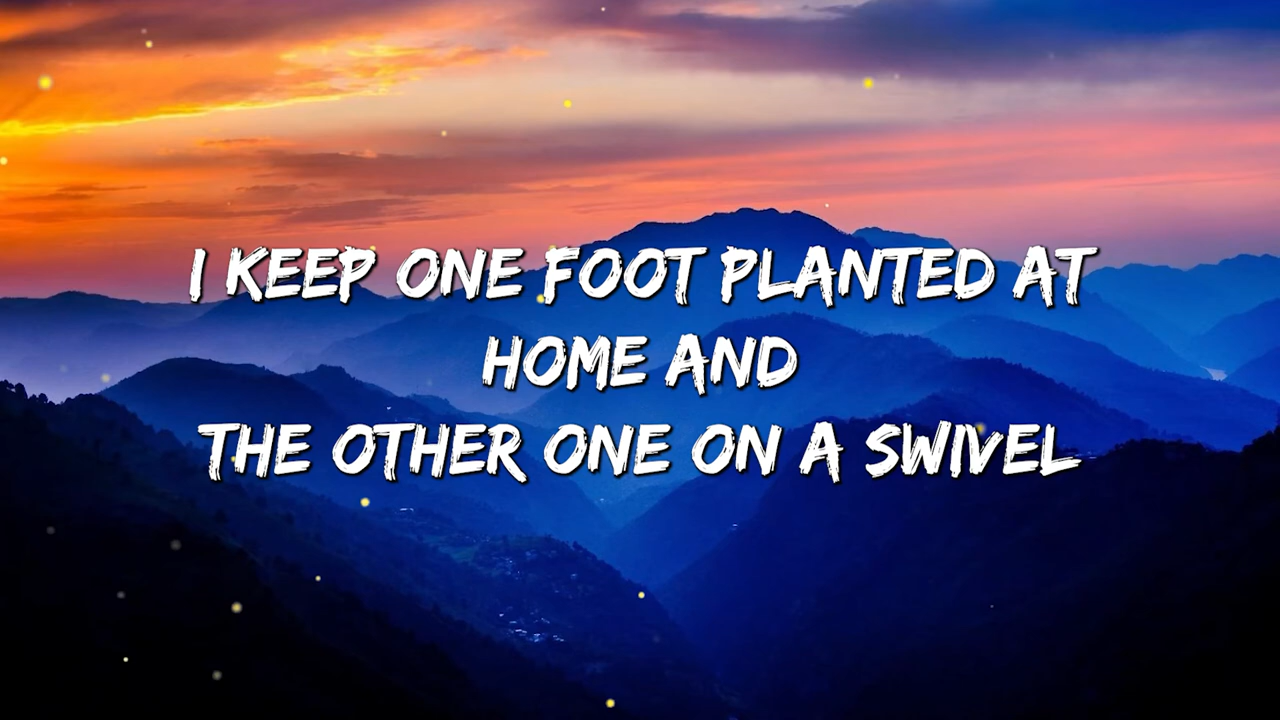 I KEEP ONE FOOT PLANTED AT
HOME AND
THE OTHER ONE ON A SWIVEL